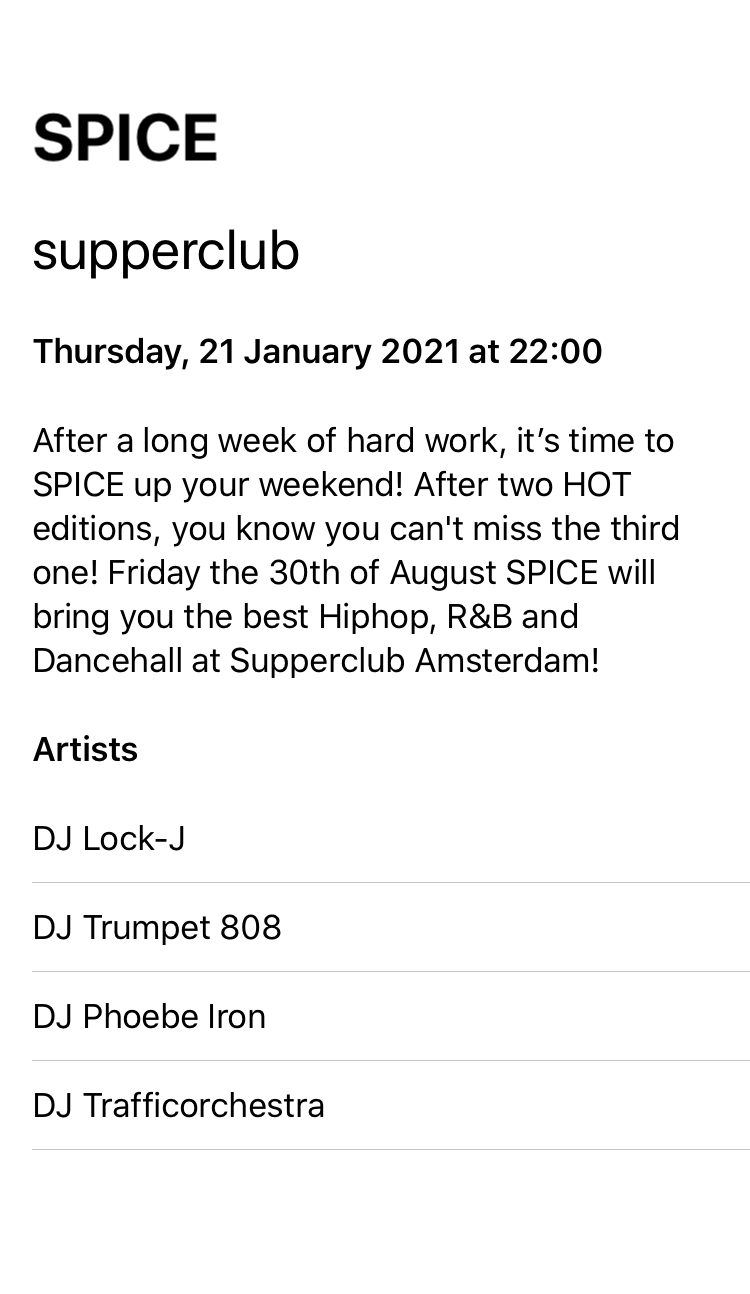 SPICE
supperclub
Thursday, 21 January 2021 at 22:00
After a long week of hard work, it’s time to
SPICE up your weekend! After two HOT
editions, you know you can't miss the third
one! Friday the 30th of August SPICE will
bring you the best Hiphop, R&B and
Dancehall at Supperclub Amsterdam!
Artists
DJ Lock-J
DJ Trumpet 808
DJ Phoebe Iron
DJ Trafficorchestra